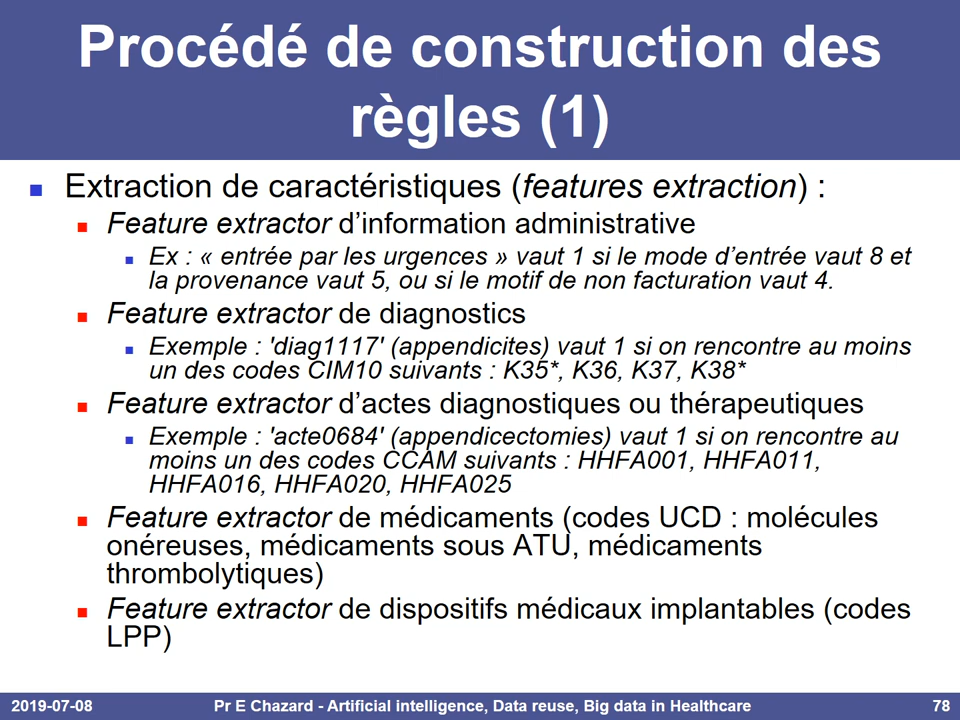 Procédé de construction des
règles (1)
Extraction de caractéristiques (features extraction) :
Feature extractor d’information administrative
Ex : « entrée par les urgences » vaut 1 si le mode d’entrée vaut 8 et
la provenance vaut 5, ou si le motif de non facturation vaut 4.
Feature extractor de diagnostics
Exemple : 'diag1117' (appendicites) vaut 1 si on rencontre au moins
un des codes CIM10 suivants : K35*, K36, K37, K38*
Feature extractor d’actes diagnostiques ou thérapeutiques
Exemple : 'acte0684' (appendicectomies) vaut 1 si on rencontre au
moins un des codes CCAM suivants : HHFA001, HHFA011,
HHFA016, HHFA020, HHFA025
Feature extractor de médicaments (codes UCD : molécules
onéreuses, médicaments sous ATU, médicaments
thrombolytiques)
Feature extractor de dispositifs médicaux implantables (codes
LPP)
2019-07-08 Pr E Chazard - Artificial intelligence, Data reuse, Big data in Healthcare 78